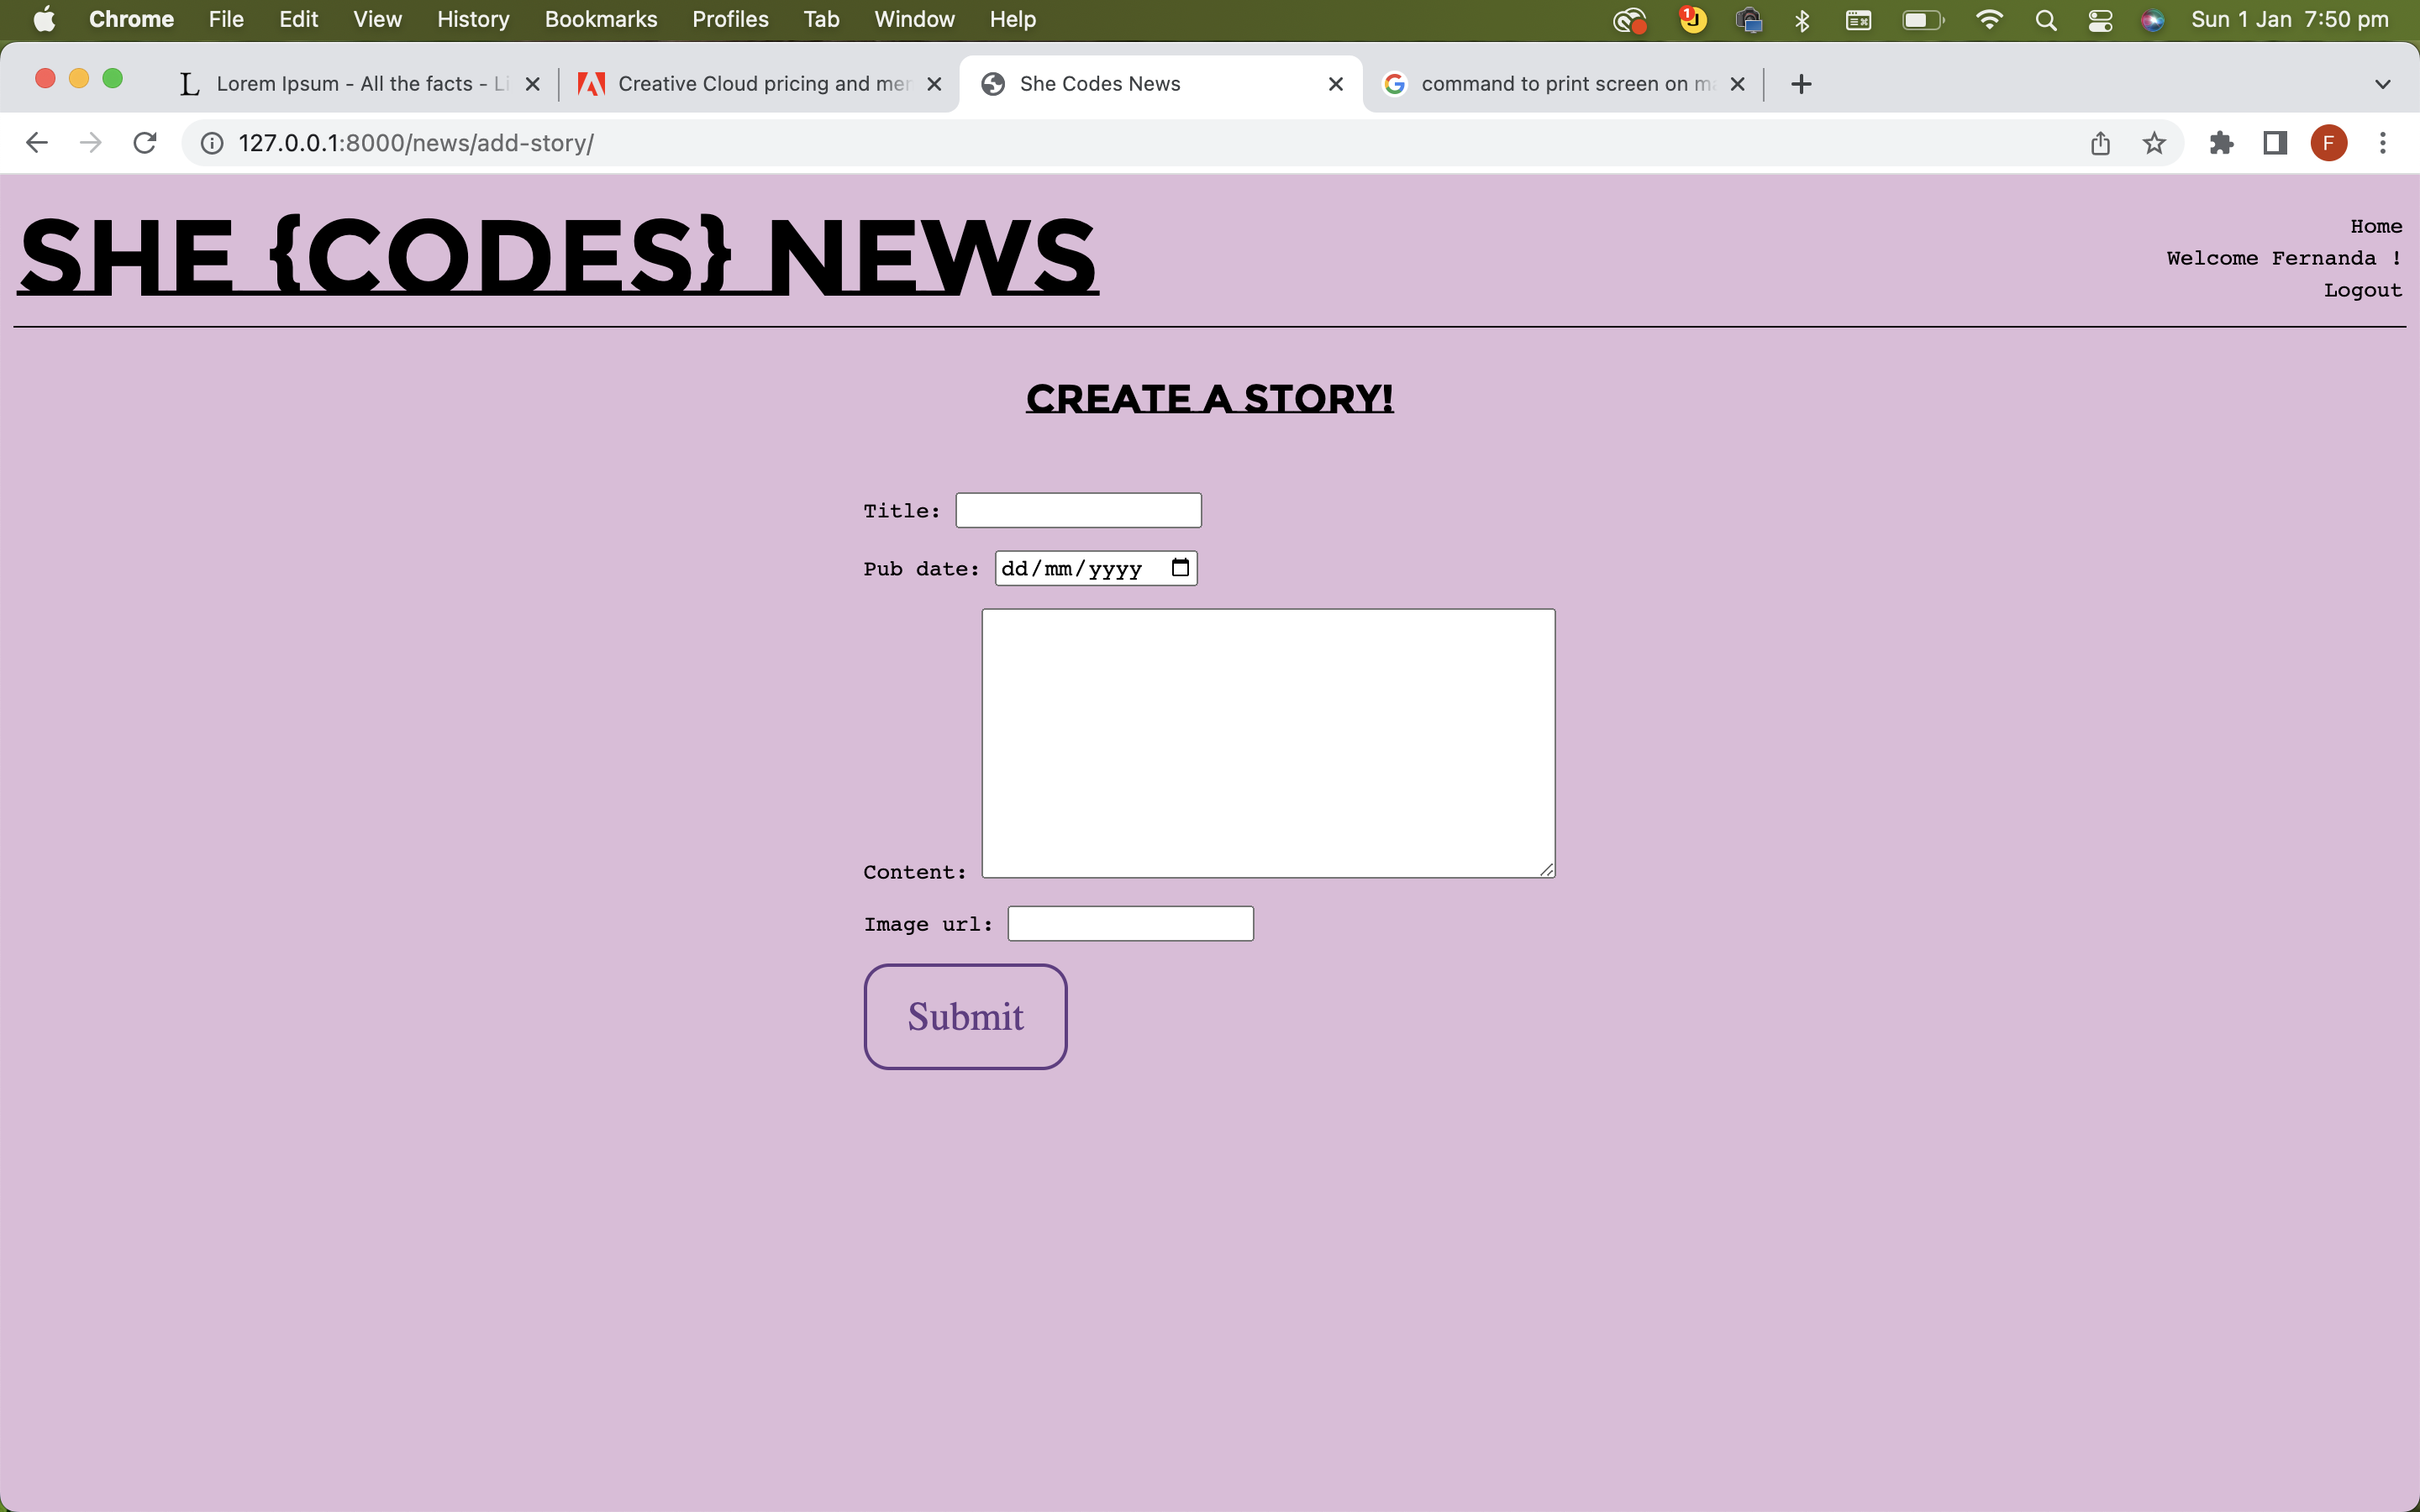 Chrome File Edit View History Bookmarks Profiles Tab Window Help 1 J Sun 1 Jan 7:50 pm
L Lorem Ipsum - All the facts - Li Creative Cloud pricing and mer She Codes News command to print screen on ma
127.0.0.1:8000/news/add-story/ F
SHE {CODES} NEWS
Home
Welcome Fernanda !
Logout
CREATE A STORY!
Title:
Pub date: dd/mm/yyyy
Content:
Image url:
Submit